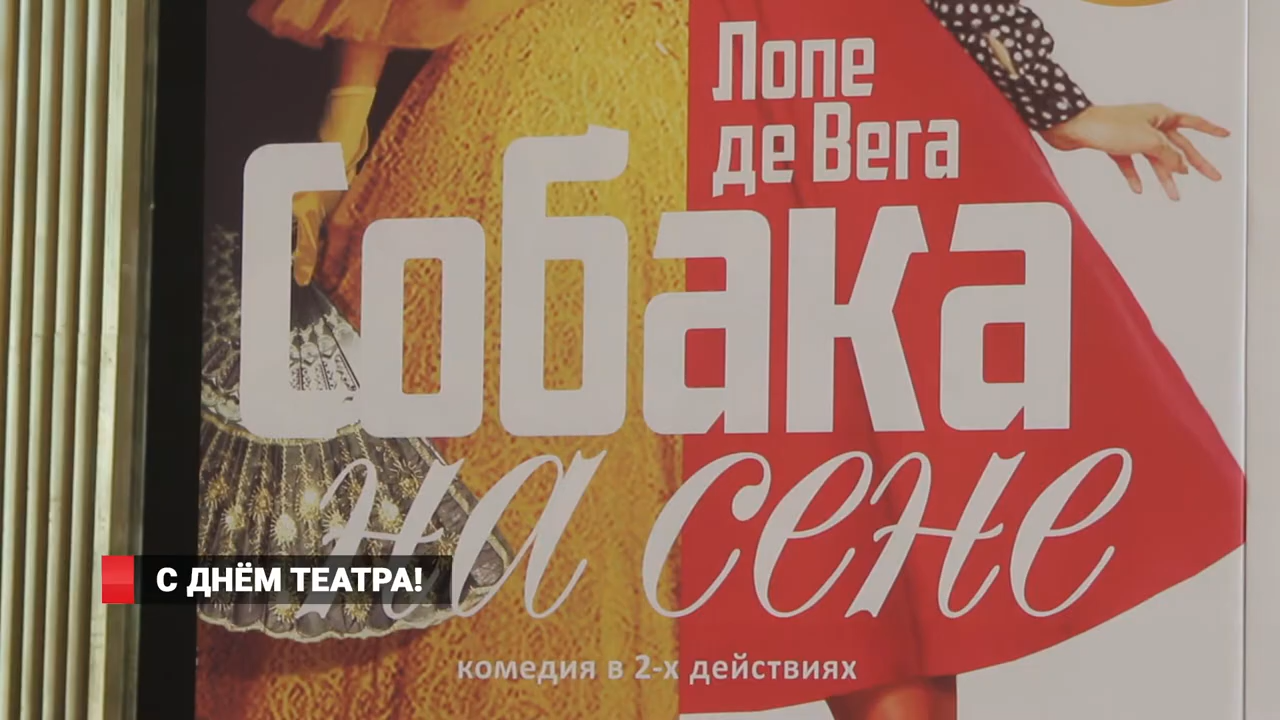 Лопе
де Вега
Собака
на сене
С ДНЁМ ТЕАТРА!
комедия в 2-х действиях